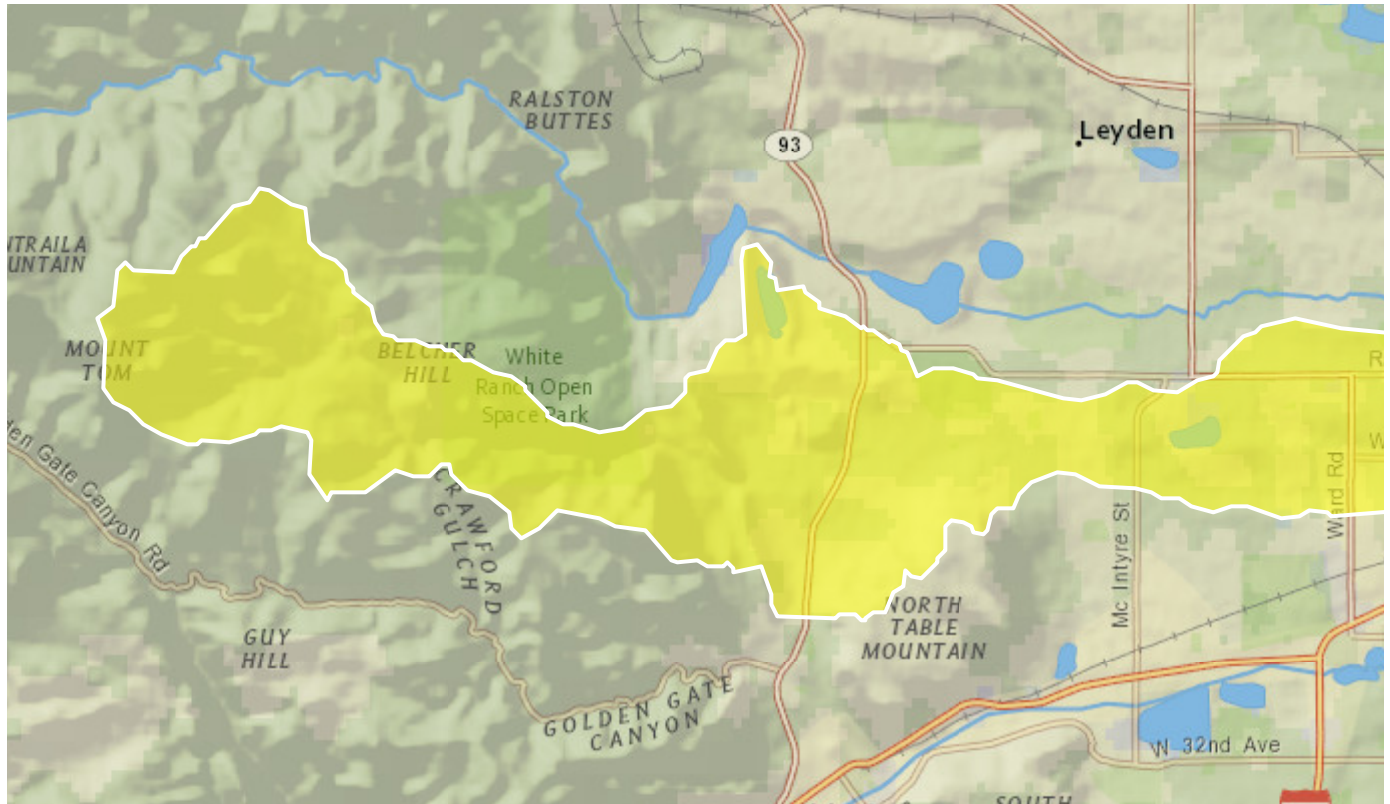 RALSTON
BUTTES
93
Leyden
NTRAILA
UNTAIN
MOUNT
TOM
BELCHER
HILL
White
Ranch Open
Space Park
R
W
den Gate Canyon Rd
CRAWFORD
GULCH
Ward Rd
Mc Intyre St
GUY
HILL
NORTH
TABLE
MOUNTAIN
GOLDEN GATE
CANYON
W 32nd Ave
SOUTH